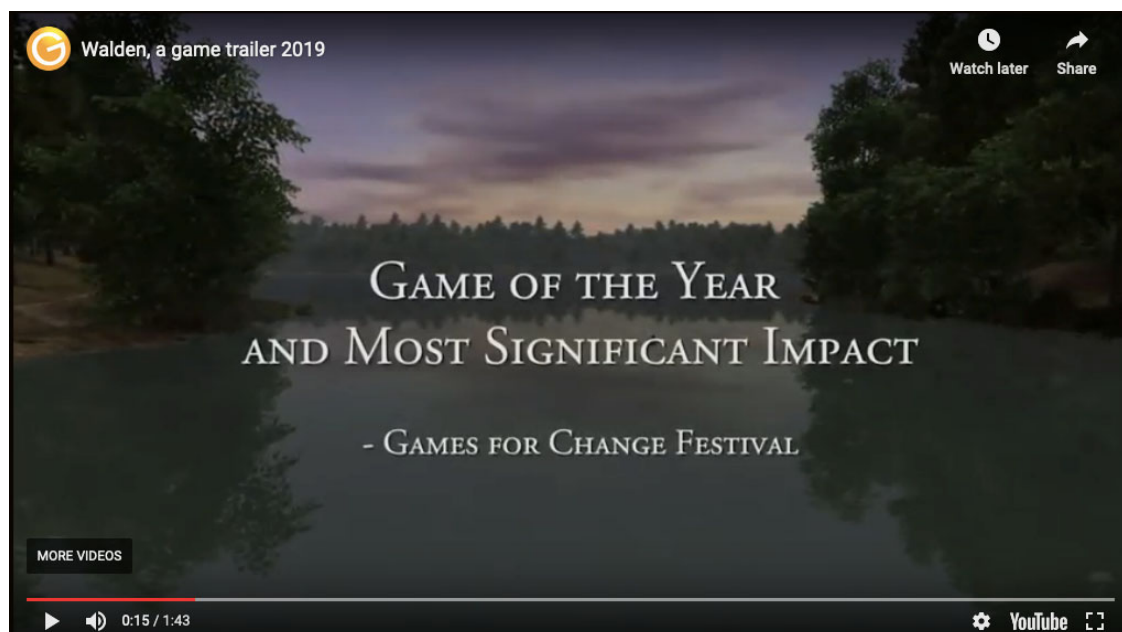 Walden, a game trailer 2019
Watch later
Share
GAME OF THE YEAR
AND MOST SIGNIFICANT IMPACT
- GAMES FOR CHANGE FESTIVAL
MORE VIDEOS
0:15 / 1:43
YouTube